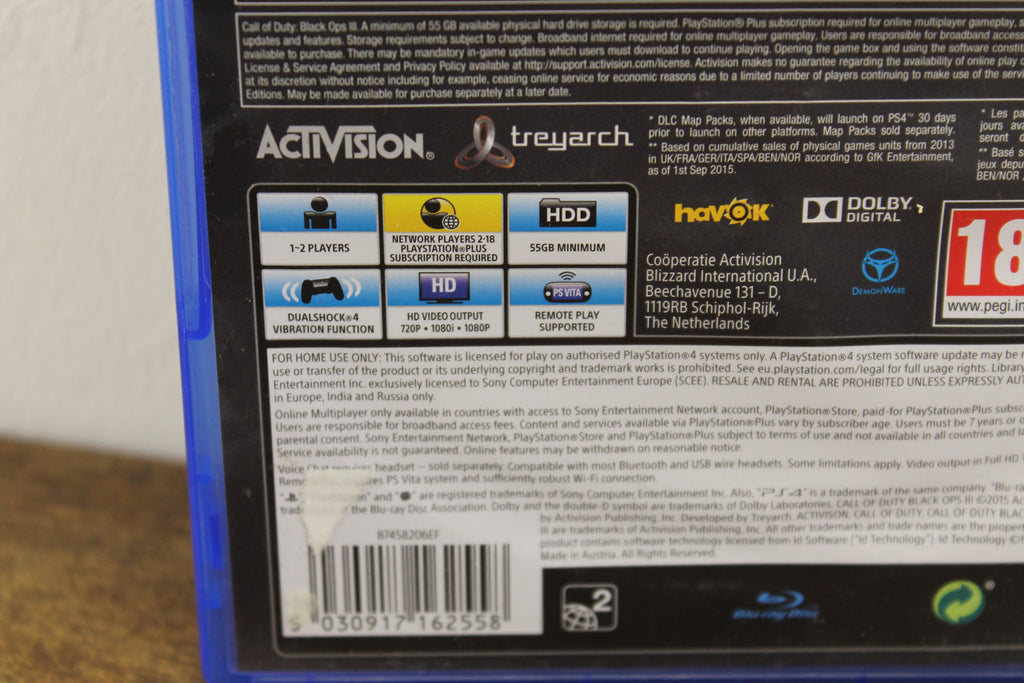 Call of Duty: Black Ops III. A minimum of 55 GB available physical hard drive storage is required. PlayStation® Plus subscription required for online multiplayer gameplay,
updates and features. Storage requirements subject to change. Broadband internet required for online multiplayer gameplay. Users are responsible for broadband access
available to purchase. There may be mandatory in-game updates which users must download to continue playing. Opening the game box and using the software
License & Service Agreement and Privacy Policy available at http://support.activision.com/license. Activision makes no guarantee regarding the availability of online play
at its discretion without notice including for example, ceasing online service for economic reasons due to a limited number of players continuing to make use of the
Editions. May be made available for purchase separately at a later date.
ACTIVISION®
treyarch
* DLC Map Packs, when available, will launch on PS4™ 30 days
prior to launch on other platforms. Map Packs sold separately.
** Based on cumulative sales of physical games units from 2013
in UK/FRA/GER/ITA/SPA/BEN/NOR according to GfK Entertainment,
as of 1st Sep 2015.
* Les
jours
seront
** Basé
jeux
BEN/NOR
1-2 PLAYERS
NETWORK PLAYERS 2-18
PLAYSTATION®PLUS
SUBSCRIPTION REQUIRED
HDD
55GB MINIMUM
DUALSHOCK®4
VIBRATION FUNCTION
HD
HD VIDEO OUTPUT
720P • 1080i • 1080P
PS VITA
REMOTE PLAY
SUPPORTED
havok
DOLBY
DIGITAL
Coöperatie Activision
Blizzard International U.A.,
Beechavenue 131 – D,
1119RB Schiphol-Rijk,
The Netherlands
DEMONWARE
18
www.pegi.in
FOR HOME USE ONLY: This software is licensed for play on authorised PlayStation®4 systems only. A PlayStation®4 system software update may be
use or transfer of the product or its underlying copyright and trademark works is prohibited. See eu.playstation.com/legal for full usage rights. Library
Entertainment Inc. exclusively licensed to Sony Computer Entertainment Europe (SCEE). RESALE AND RENTAL ARE PROHIBITED UNLESS EXPRESSLY
in Europe, India and Russia only.
Online Multiplayer only available in countries with access to Sony Entertainment Network account, PlayStation®Store, paid-for PlayStation®Plus
Users are responsible for broadband access fees. Content and services available via PlayStation®Plus vary by subscriber age. Users must be 7 years or
parental consent. Sony Entertainment Network, PlayStation®Store and PlayStation®Plus subject to terms of use and not available in all countries and
Service availability is not guaranteed. Online features may be withdrawn on reasonable notice.
Voice Chat requires headset – sold separately. Compatible with most Bluetooth and USB wire headsets. Some limitations apply. Video output in Full HD
PS Vita system and sufficiently robust Wi-Fi connection.
and are registered trademarks of Sony Computer Entertainment Inc. Also, "PS4" is a trademark of the same company.
the Blu-ray Disc Association. Dolby and the double-D symbol are trademarks of Dolby Laboratories. CALL OF DUTY BLACK OPS III ©2015
by Activision Publishing, Inc. Developed by Treyarch. ACTIVISION, CALL OF DUTY, CALL OF DUTY
III are trademarks of Activision Publishing, Inc. All other trademarks and trade names are the
product contains software technology licensed from Id Software ("Id Technology"). Id Technology
Made in Austria. All Rights Reserved.
8745B206EF
5 030917 162558
2
Blu-ray Disc